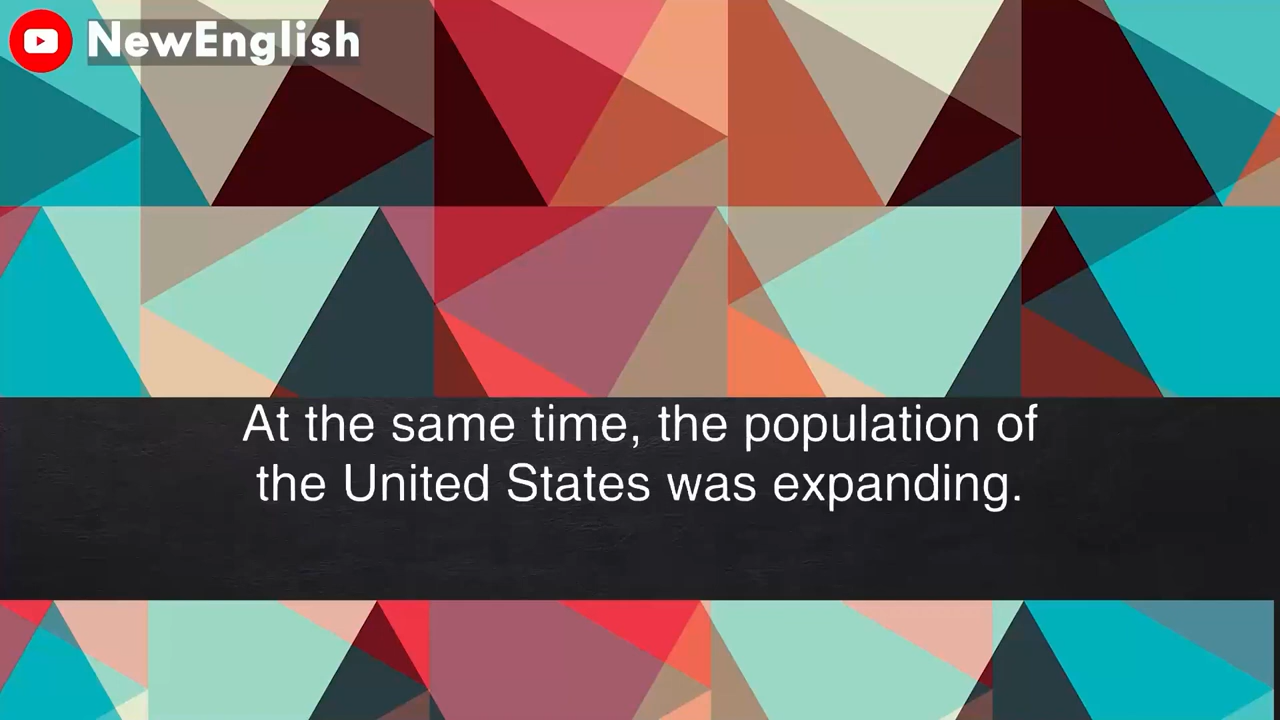 NewEnglish
At the same time, the population of
the United States was expanding.